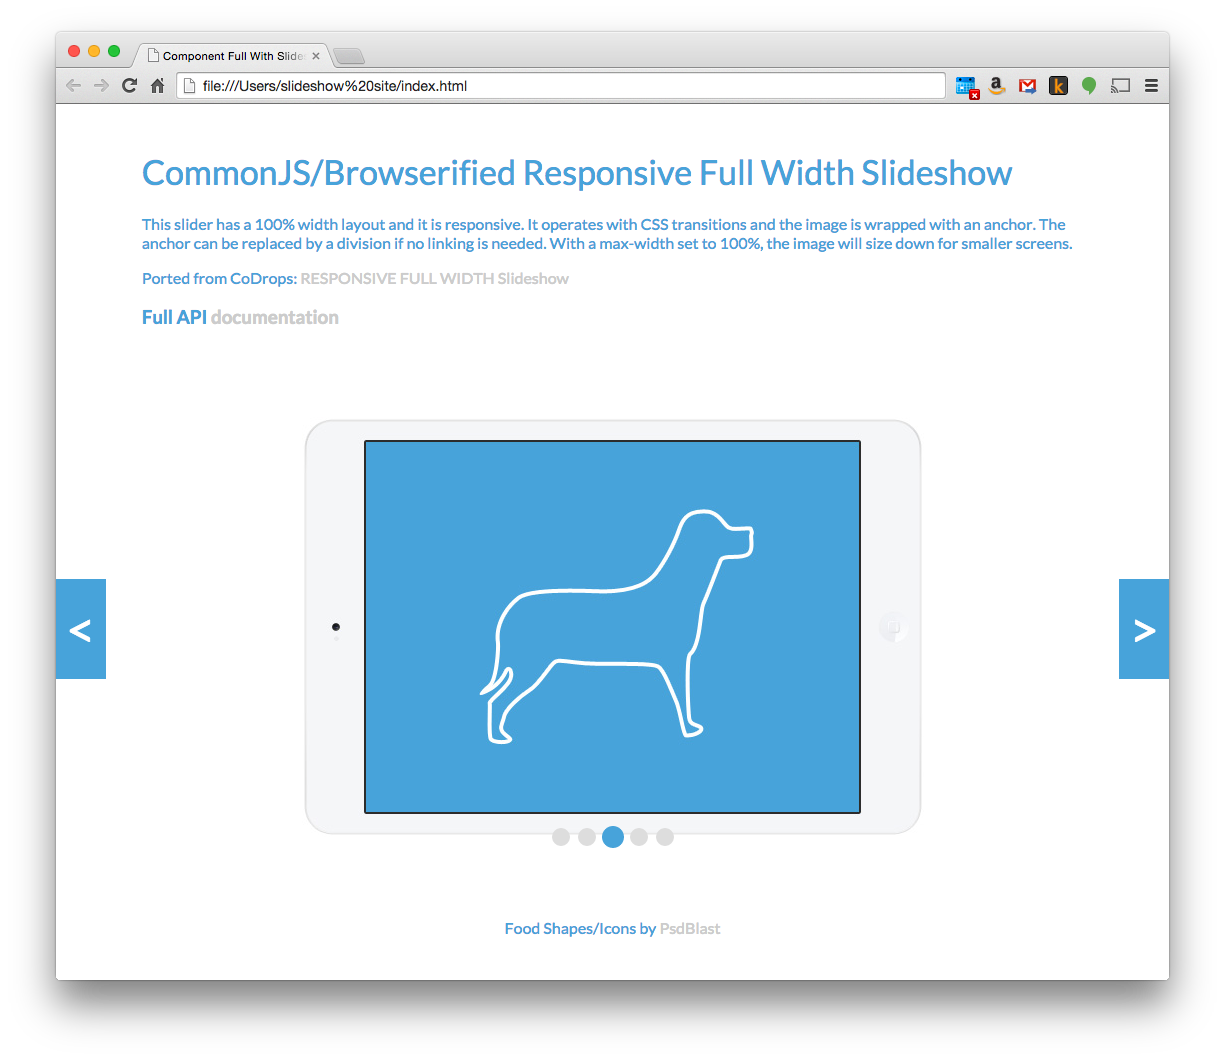 Component Full With Slide
file:///Users/slideshow%20site/index.html
CommonJS/Browserified Responsive Full Width Slideshow
This slider has a 100% width layout and it is responsive. It operates with CSS transitions and the image is wrapped with an anchor. The
anchor can be replaced by a division if no linking is needed. With a max-width set to 100%, the image will size down for smaller screens.
Ported from CoDrops: RESPONSIVE FULL WIDTH Slideshow
Full API documentation
<
>
Food Shapes/Icons by PsdBlast